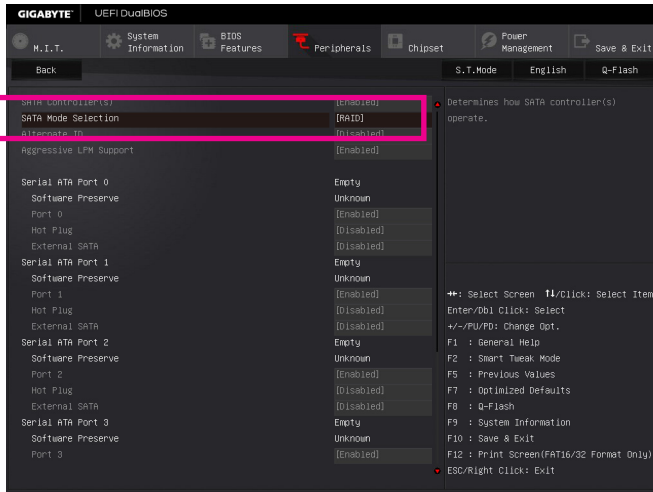 GIGABYTE™ UEFI DualBIOS
M.I.T. System Information BIOS Features Peripherals Chipset Power Management Save & Exit
Back S.T.Mode English Q-Flash
SATA Controller(s) [Enabled] Determines how SATA controller(s)
SATA Mode Selection [RAID] operate.
Alternate ID [Disabled]
Aggressive LPM Support [Enabled]
Serial ATA Port 0 Empty
Software Preserve Unknown
Port 0 [Enabled]
Hot Plug [Disabled]
External SATA [Disabled]
Serial ATA Port 1 Empty
Software Preserve Unknown
Port 1 [Enabled] →←: Select Screen ↑↓/Click: Select Item
Hot Plug [Disabled] Enter/Dbl Click: Select
External SATA [Disabled] +/-/PU/PD: Change Opt.
Serial ATA Port 2 Empty F1 : General Help
Software Preserve Unknown F2 : Smart Tweak Mode
Port 2 [Enabled] F5 : Previous Values
Hot Plug [Disabled] F7 : Optimized Defaults
External SATA [Disabled] F8 : Q-Flash
Serial ATA Port 3 Empty F9 : System Information
Software Preserve Unknown F10 : Save & Exit
Port 3 [Enabled] F12 : Print Screen(FAT16/32 Format Only)
ESC/Right Click: Exit